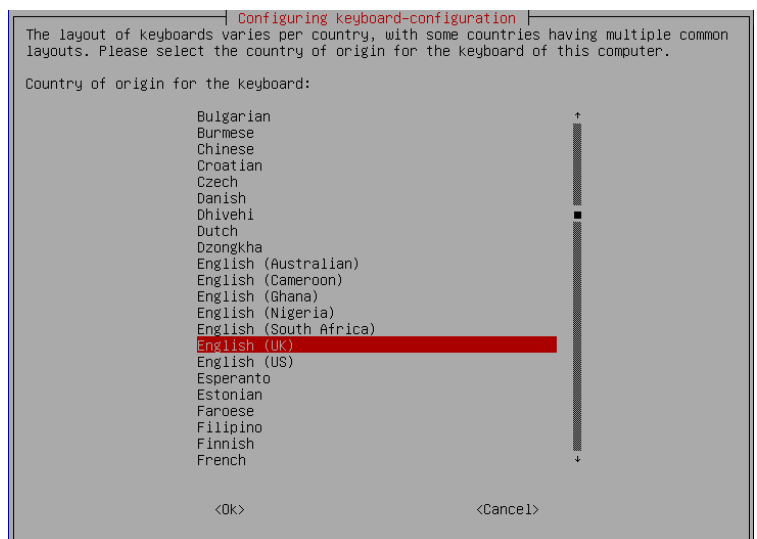 Configuring keyboard-configuration
The layout of keyboards varies per country, with some countries having multiple common
layouts. Please select the country of origin for the keyboard of this computer.
Country of origin for the keyboard:
Bulgarian
Burmese
Chinese
Croatian
Czech
Danish
Dhivehi
Dutch
Dzongkha
English (Australian)
English (Cameroon)
English (Ghana)
English (Nigeria)
English (South Africa)
English (UK)
English (US)
Esperanto
Estonian
Faroese
Filipino
Finnish
French
<Ok> <Cancel>